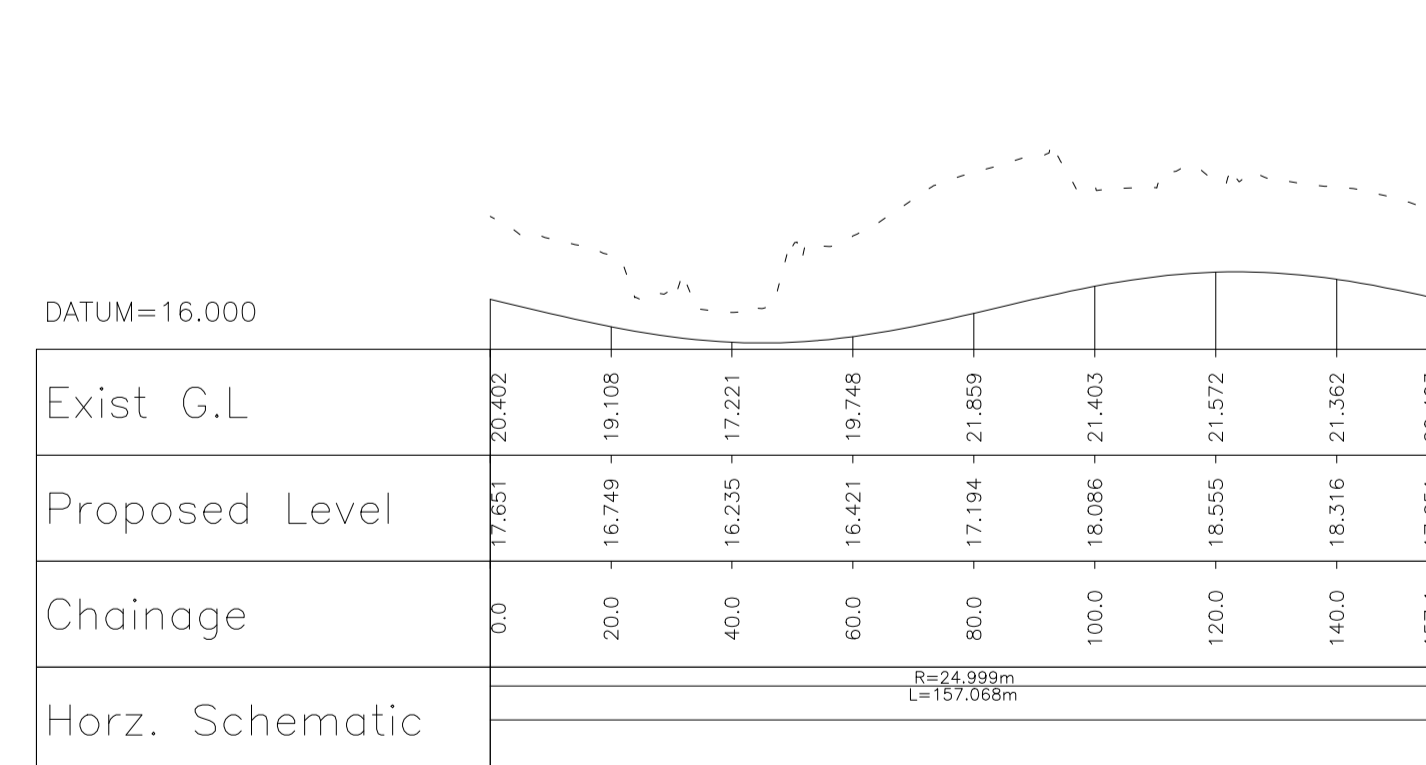 DATUM=16.000
Exist G.L 20.402 19.108 17.221 19.748 21.859 21.403 21.572 21.362
Proposed Level 17.651 16.749 16.235 16.421 17.194 18.086 18.555 18.316
Chainage 0.0 20.0 40.0 60.0 80.0 100.0 120.0 140.0
R=24.999m
L=157.068m
Horz. Schematic